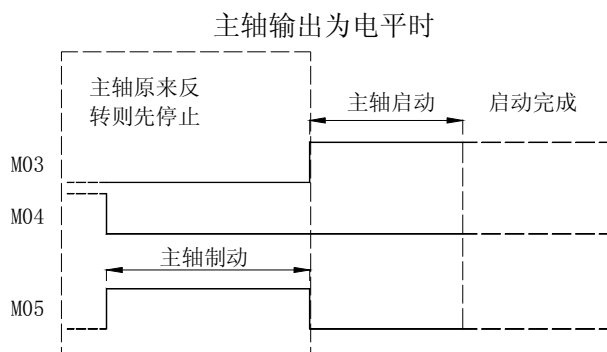 主轴输出为电平时
主轴原来反
转则先停止
主轴启动
启动完成
M03
M04
主轴制动
M05